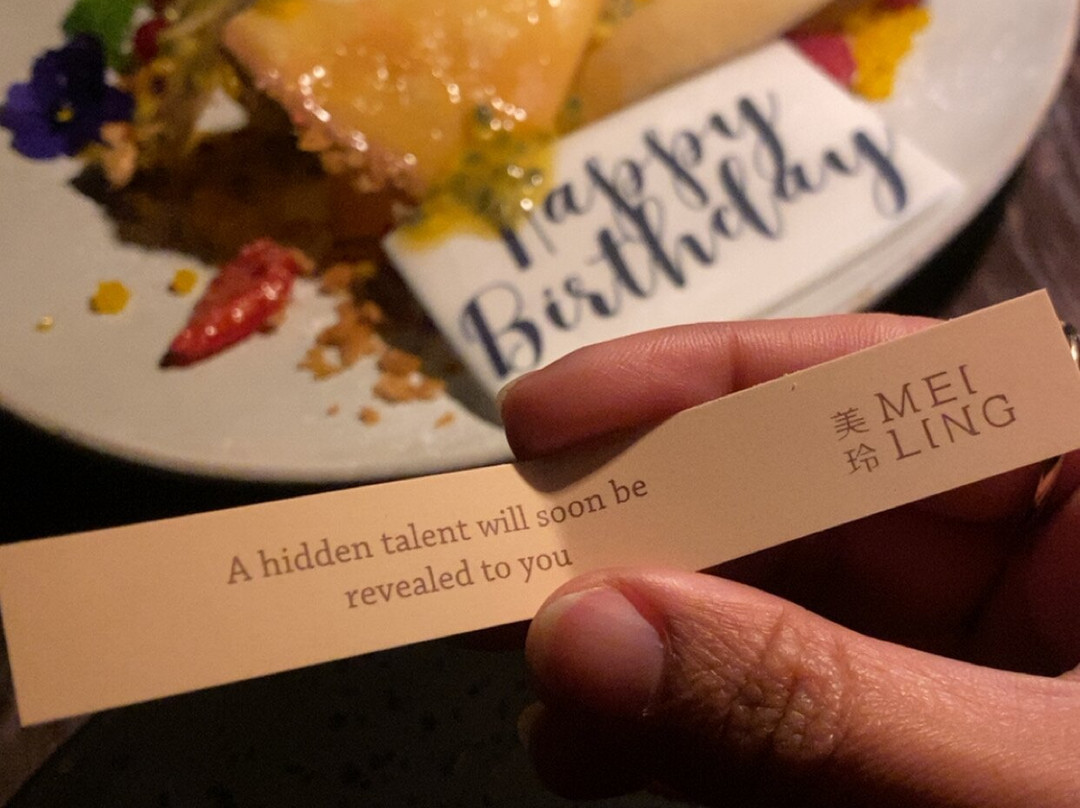 Happy
Birthday
A hidden talent will soon be
revealed to you
美 MEI
玲 LING